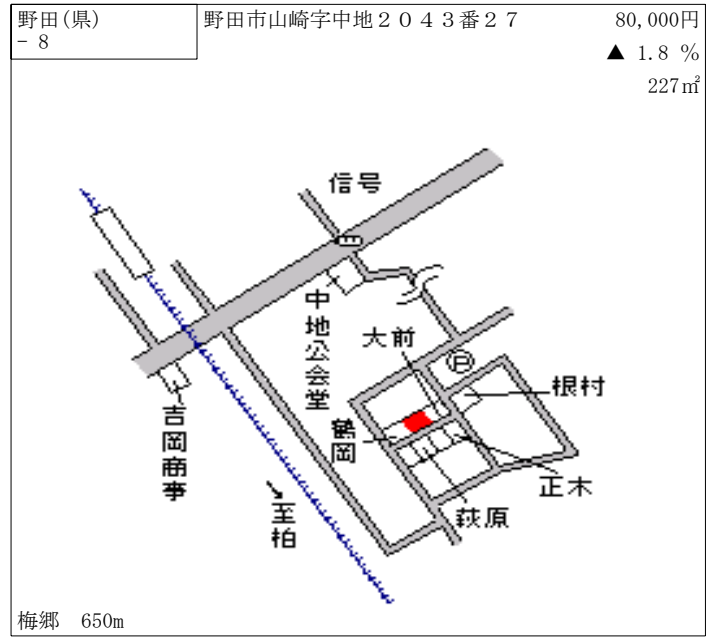 野田(県)
- 8
野田市山崎字中地２０４３番２７
80,000円
▲ 1.8 %
227㎡
信号
中地公会堂
大前
Ⓟ
根村
鶴岡
吉岡商事
正木
萩原
至柏
梅郷 650m